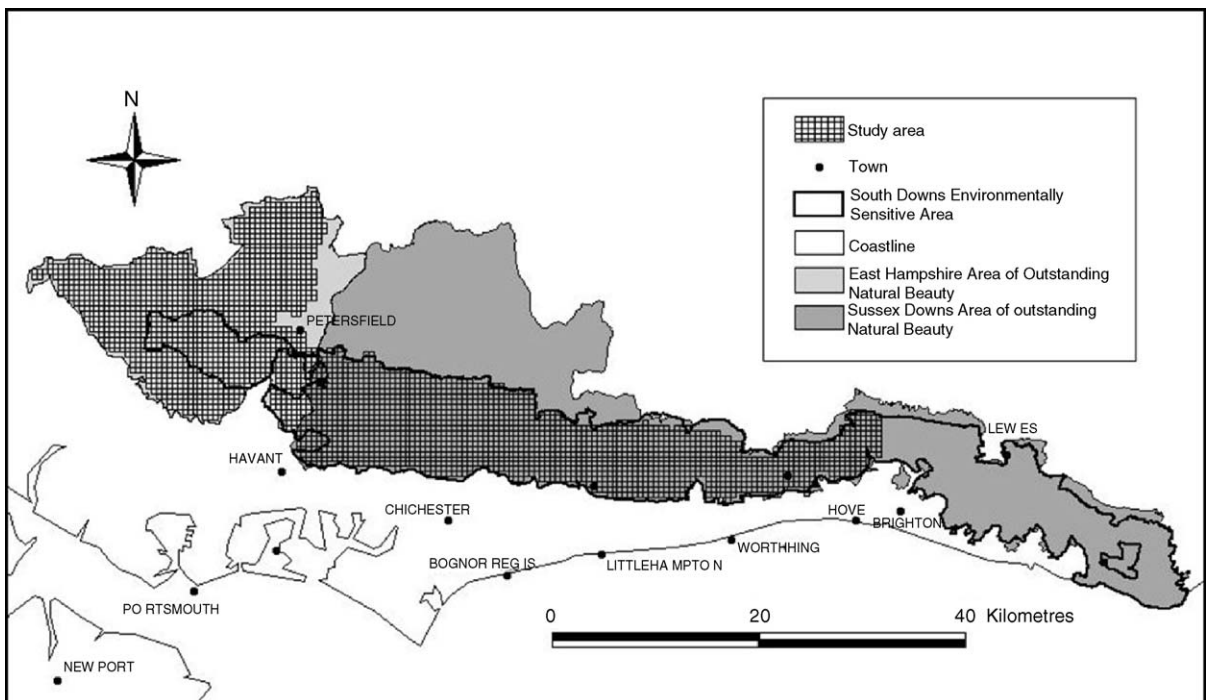 N
Study area
Town
South Downs Environmentally
Sensitive Area
Coastline
East Hampshire Area of Outstanding
Natural Beauty
Sussex Downs Area of outstanding
Natural Beauty
PETERSFIELD
LEW ES
HAVANT
CHICHESTER
HOVE
BRIGHTON
WORTHHING
BOGNOR REG IS
LITTLEHA MPTO N
PO RTSMOUTH
0 20 40 Kilometres
NEW PORT